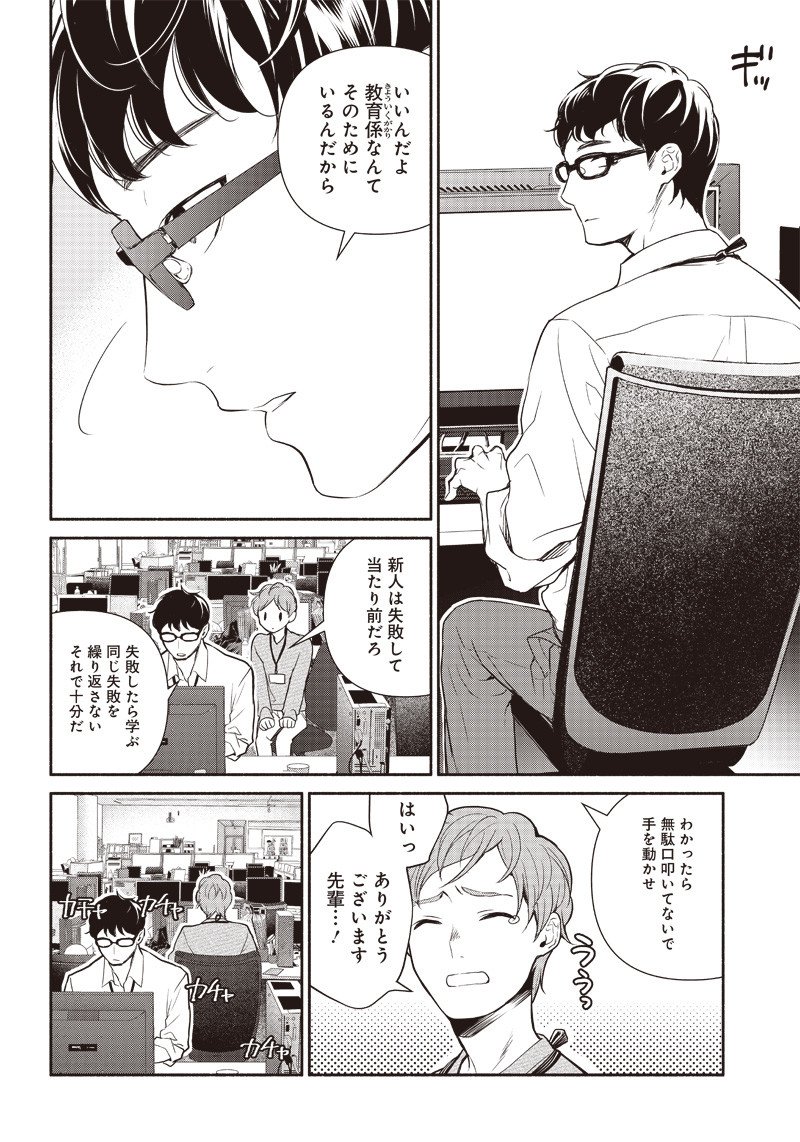 ギッ
いいんだよ
教育係なんて
そのために
いるんだから
新人は失敗して
当たり前だろ
失敗したら学ぶ
同じ失敗を
繰り返さない
それで十分だ
わかったら
無駄口叩いてないで
手を動かせ
はいっ
ありがとう
ございます
先輩…！
ううっ
カチャ
カチャ
カチャ
カチャ